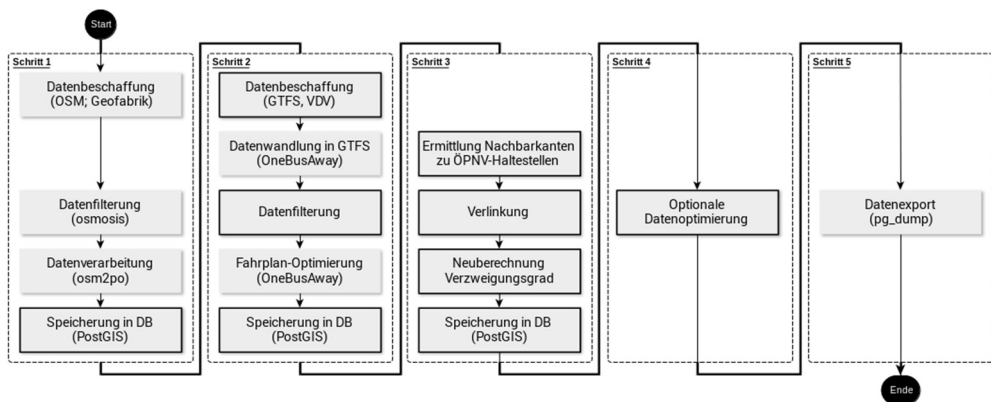 Start
Schritt 1
Datenbeschaffung
(OSM; Geofabrik)
Datenfilterung
(osmosis)
Datenverarbeitung
(osm2po)
Speicherung in DB
(PostGIS)
Schritt 2
Datenbeschaffung
(GTFS, VDV)
Datenwandlung in GTFS
(OneBusAway)
Datenfilterung
Fahrplan-Optimierung
(OneBusAway)
Speicherung in DB
(PostGIS)
Schritt 3
Ermittlung Nachbarkanten
zu ÖPNV-Haltestellen
Verlinkung
Neuberechnung
Verzweigungsgrad
Speicherung in DB
(PostGIS)
Schritt 4
Optionale
Datenoptimierung
Schritt 5
Datenexport
(pg_dump)
Ende